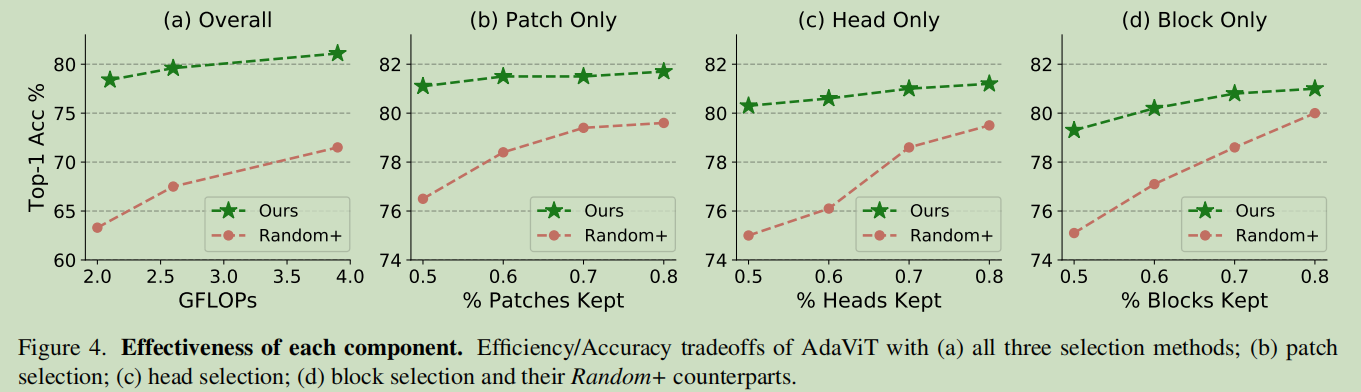 (a) Overall
(b) Patch Only
(c) Head Only
(d) Block Only
Top-1 Acc %
80
75
70
65
60
2.0 2.5 3.0 3.5 4.0
GFLOPs
Ours
Random+
82
80
78
76
74
0.5 0.6 0.7 0.8
% Patches Kept
Ours
Random+
82
80
78
76
74
0.5 0.6 0.7 0.8
% Heads Kept
Ours
Random+
82
80
78
76
74
0.5 0.6 0.7 0.8
% Blocks Kept
Ours
Random+
Figure 4. Effectiveness of each component. Efficiency/Accuracy tradeoffs of AdaViT with (a) all three selection methods; (b) patch
selection; (c) head selection; (d) block selection and their Random+ counterparts.